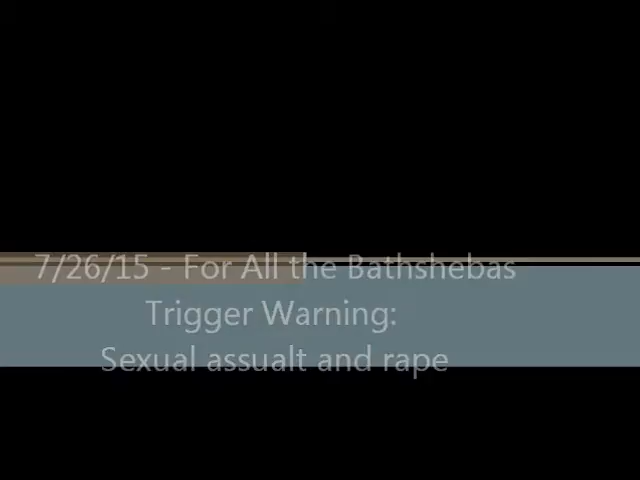 7/26/15 - For All the Bathshebas
Trigger Warning:
Sexual assualt and rape